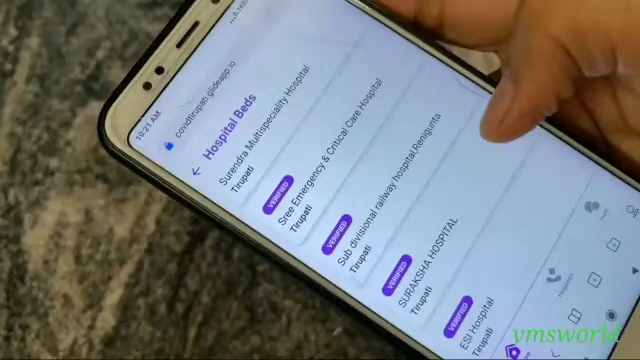 10:21 AM
covidtirupati.glideapp.io
Hospital Beds
Surendra Multispeciality Hospital
Tirupati
VERIFIED
Sree Emergency & Critical Care Hospital
Tirupati
VERIFIED
Sub divisional railway hospital,Renigunta
Tirupati
VERIFIED
SURAKSHA HOSPITAL
Tirupati
VERIFIED
ESI Hospital
Tirupati
vmsworld